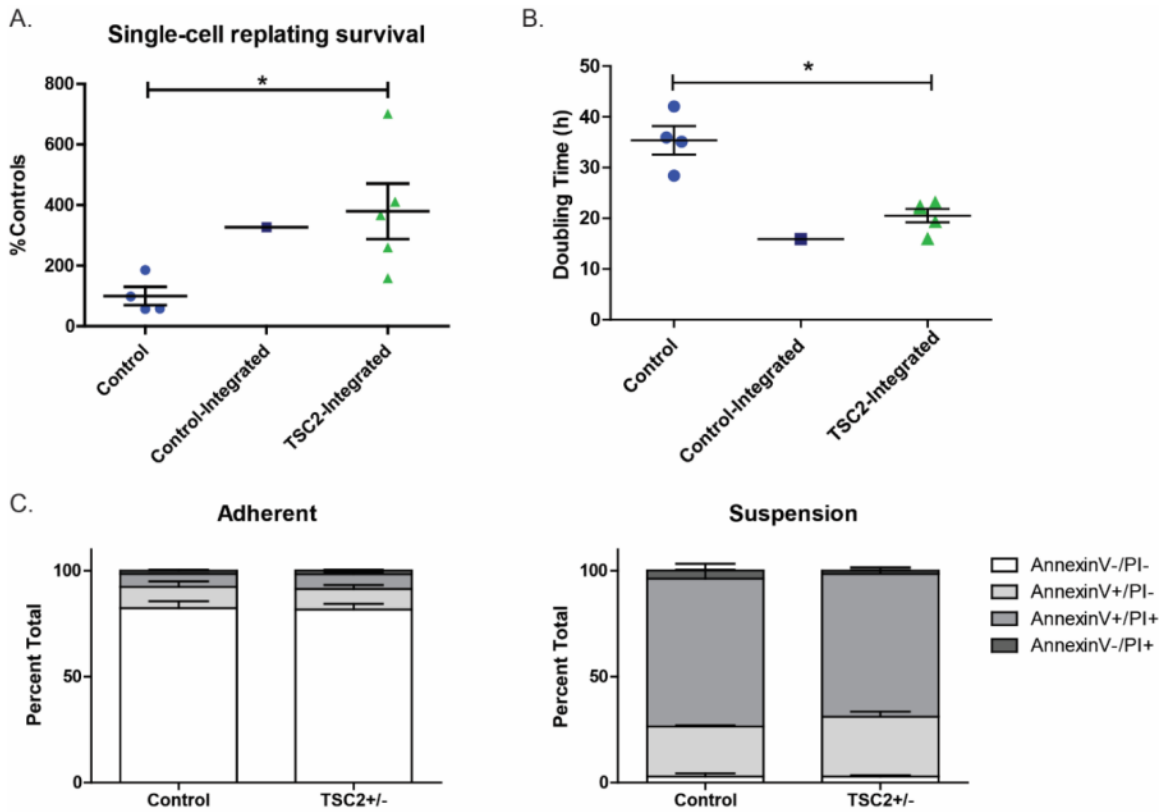 A.
Single-cell replating survival
%Controls
800
600
400
200
0
*
Control
Control-Integrated
TSC2-Integrated
B.
Doubling Time (h)
50
40
30
20
10
0
*
Control
Control-Integrated
TSC2-Integrated
C.
Adherent
Percent Total
100
50
0
Control
TSC2+/-
Suspension
Percent Total
100
50
0
Control
TSC2+/-
AnnexinV-/PI-
AnnexinV+/PI-
AnnexinV+/PI+
AnnexinV-/PI+